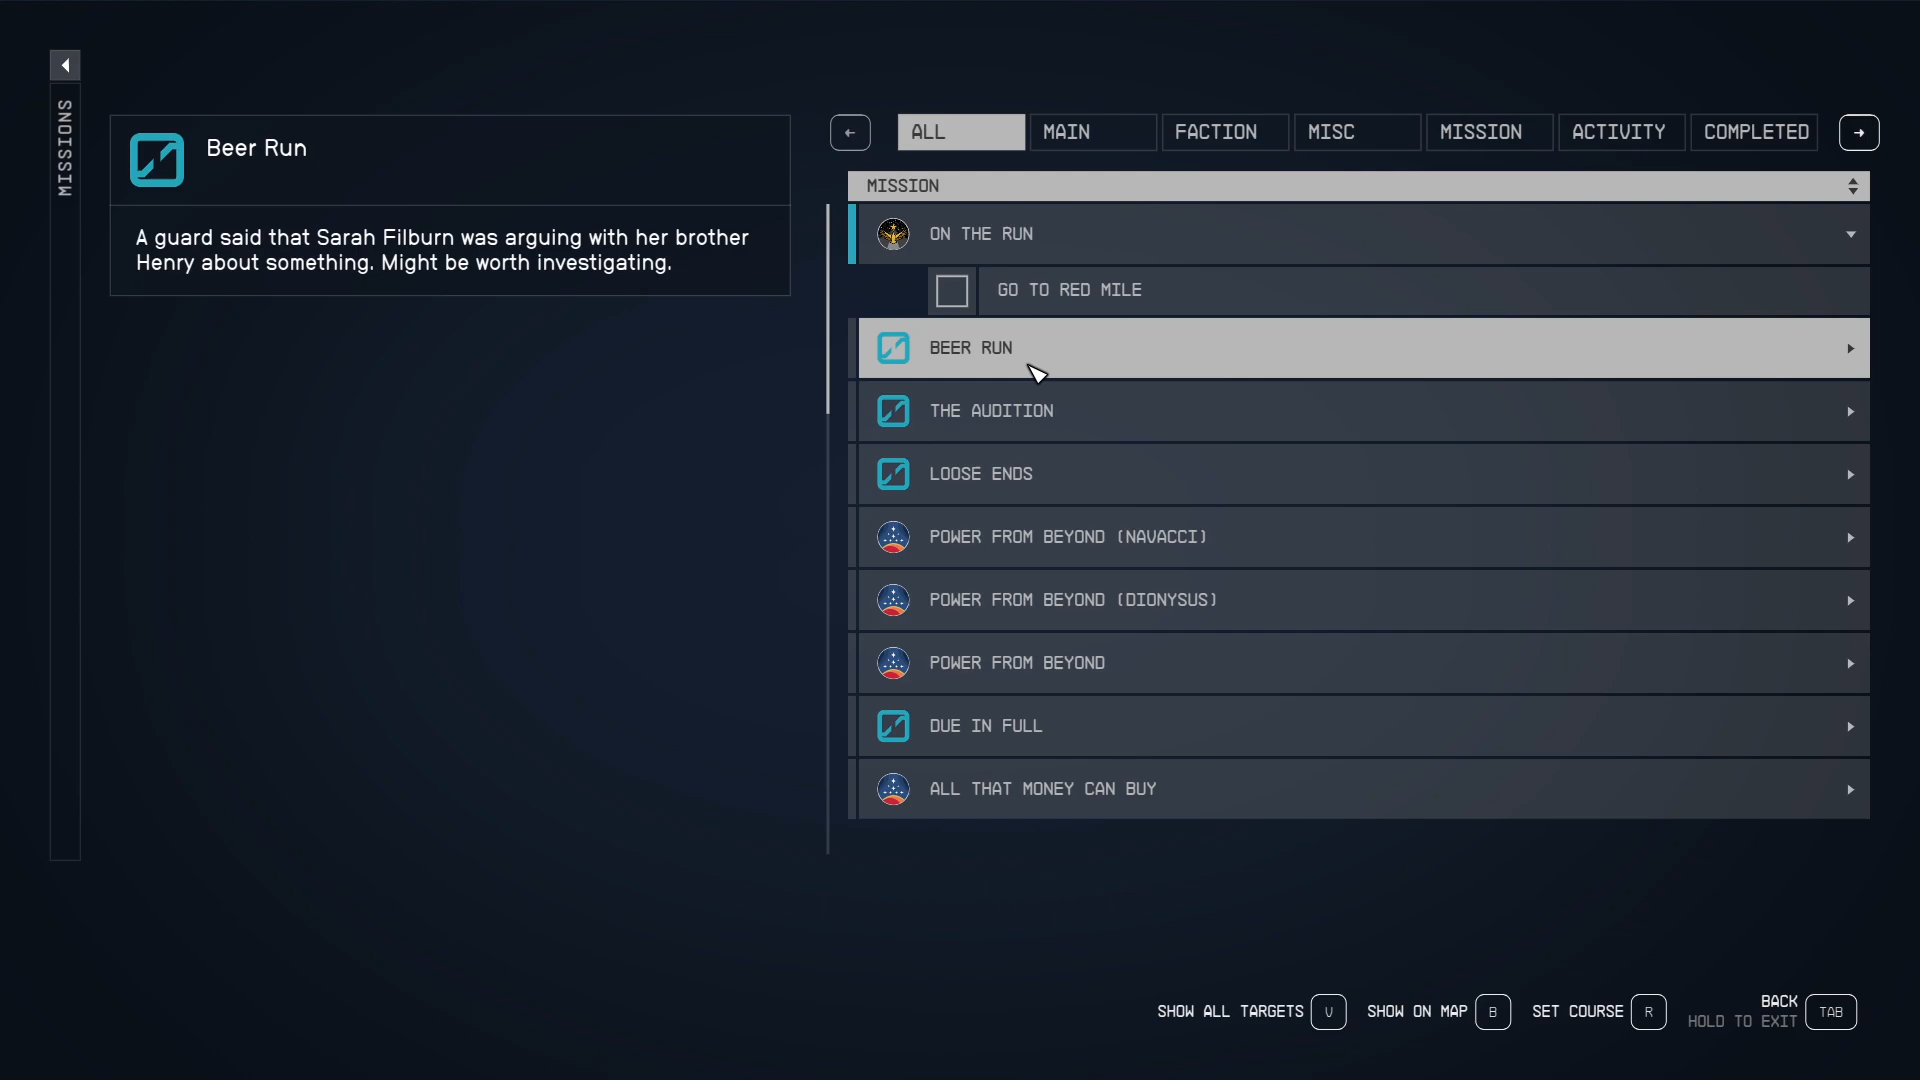 MISSIONS
Beer Run
A guard said that Sarah Filburn was arguing with her brother
Henry about something. Might be worth investigating.
ALL
MAIN
FACTION
MISC
MISSION
ACTIVITY
COMPLETED
MISSION
ON THE RUN
GO TO RED MILE
BEER RUN
THE AUDITION
LOOSE ENDS
POWER FROM BEYOND (NAVACCI)
POWER FROM BEYOND (DIONYSUS)
POWER FROM BEYOND
DUE IN FULL
ALL THAT MONEY CAN BUY
SHOW ALL TARGETS V
SHOW ON MAP B
SET COURSE R
BACK
HOLD TO EXIT
TAB